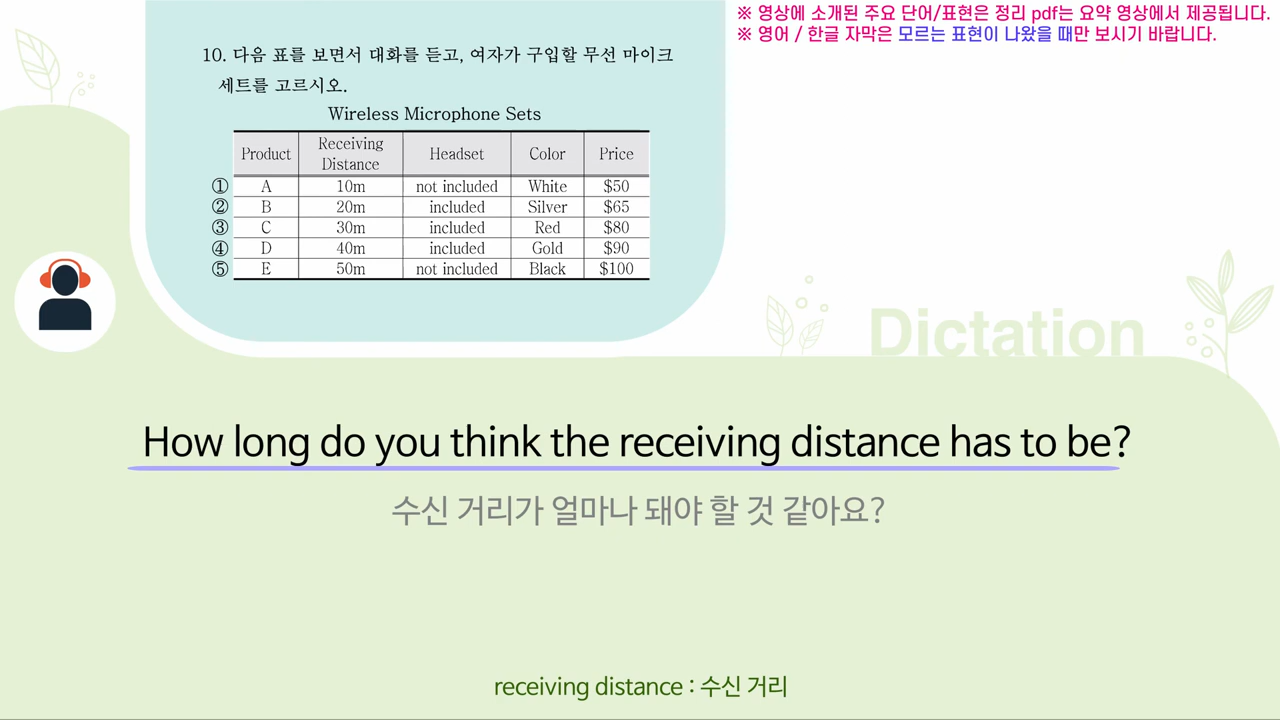 ※ 영상에 소개된 주요 단어/표현은 정리 pdf는 요약 영상에서 제공됩니다.
※ 영어 / 한글 자막은 모르는 표현이 나왔을 때만 보시기 바랍니다.
10. 다음 표를 보면서 대화를 듣고, 여자가 구입할 무선 마이크
세트를 고르시오.
Wireless Microphone Sets
Product Receiving Distance Headset Color Price
① A 10m not included White $50
② B 20m included Silver $65
③ C 30m included Red $80
④ D 40m included Gold $90
⑤ E 50m not included Black $100
Dictation
How long do you think the receiving distance has to be?
수신 거리가 얼마나 돼야 할 것 같아요?
receiving distance : 수신 거리